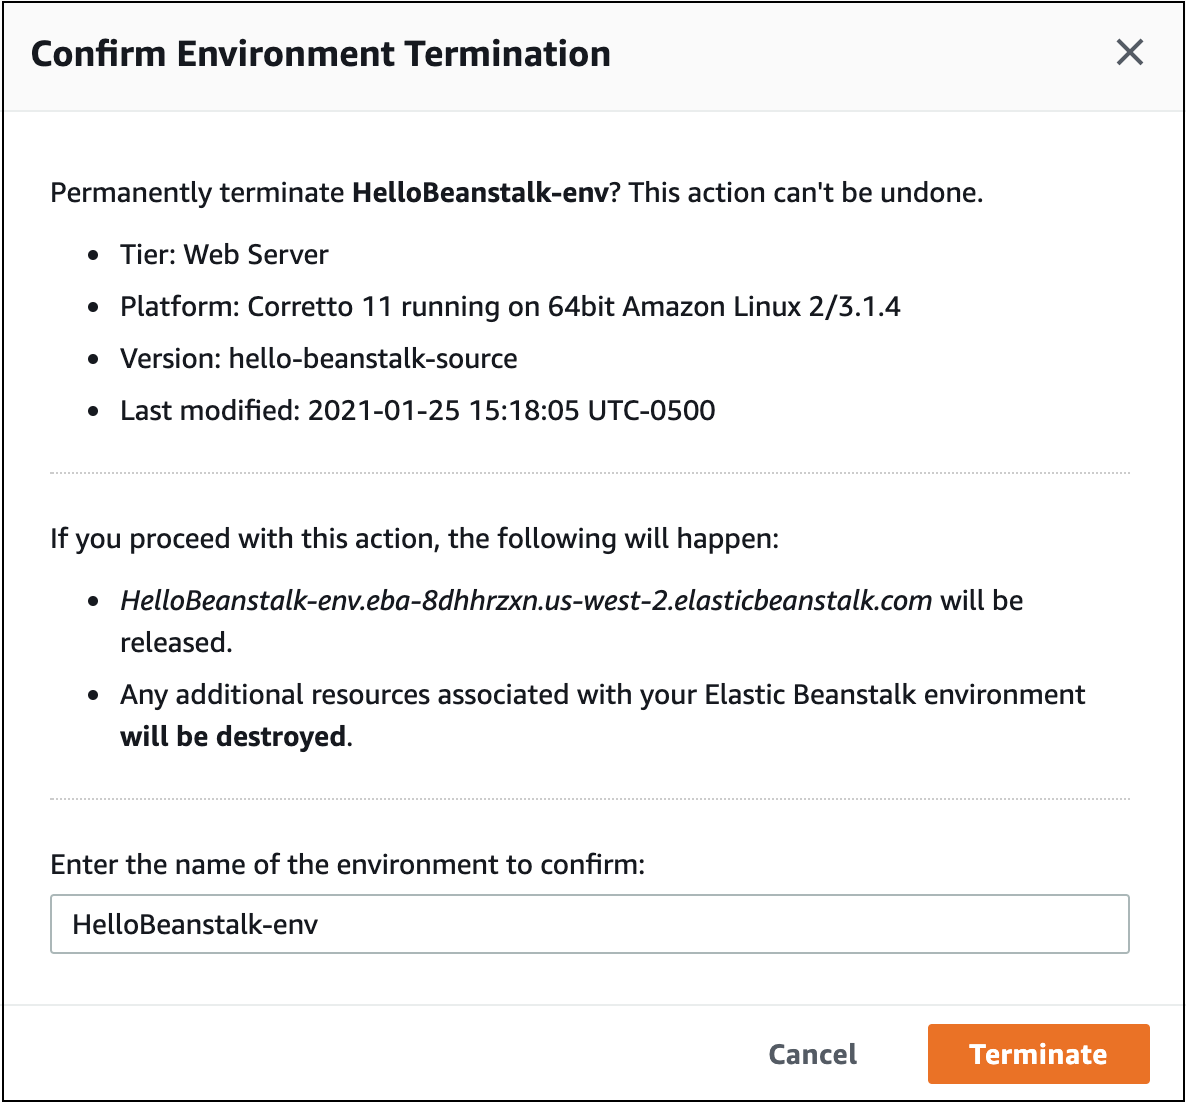 Confirm Environment Termination
Permanently terminate HelloBeanstalk-env? This action can't be undone.
• Tier: Web Server
• Platform: Corretto 11 running on 64bit Amazon Linux 2/3.1.4
• Version: hello-beanstalk-source
• Last modified: 2021-01-25 15:18:05 UTC-0500
If you proceed with this action, the following will happen:
• HelloBeanstalk-env.eba-8dhhrzxn.us-west-2.elasticbeanstalk.com will be
released.
• Any additional resources associated with your Elastic Beanstalk environment
will be destroyed.
Enter the name of the environment to confirm:
HelloBeanstalk-env
Cancel
Terminate